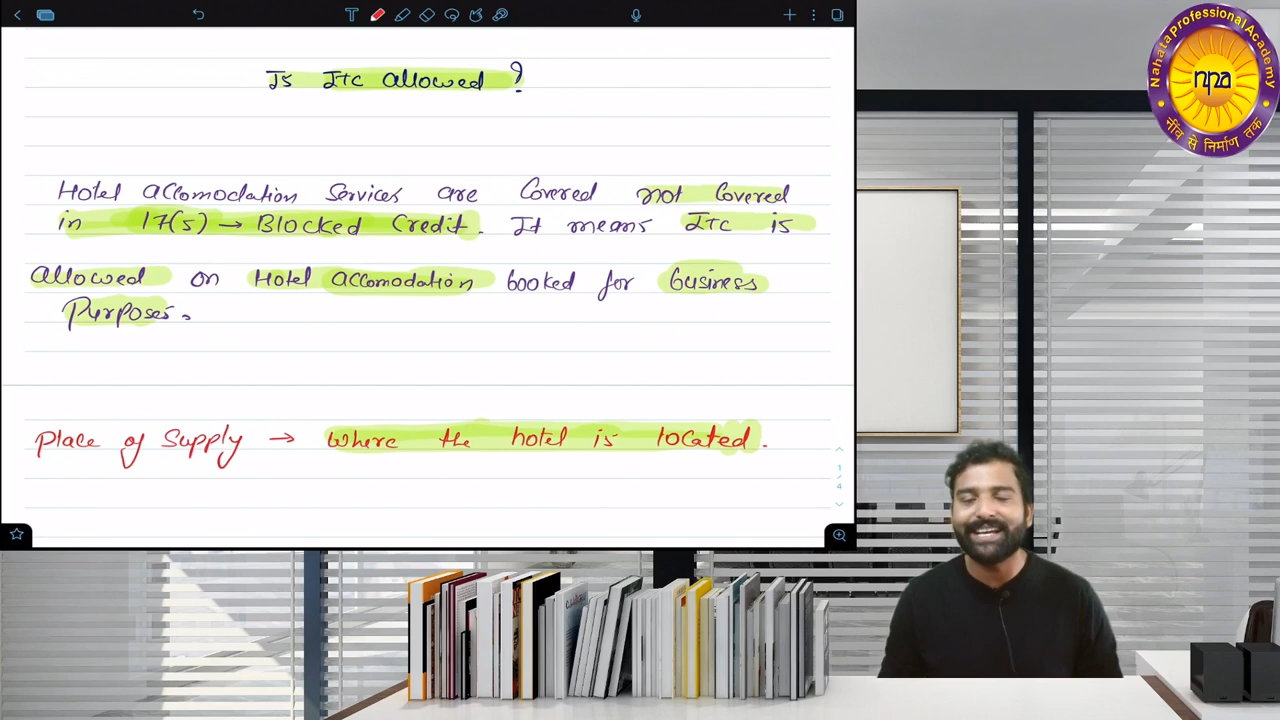 Is Itc allowed ?
Hotel accomodation Services are Covered not Covered
in 17(5) → Blocked Credit. It means Itc is
allowed on Hotel accomodation booked for business
Purposes.
Place of Supply → where the hotel is located.
1
/
4
Nahata Professional Academy
npa
नींव से निर्माण तक